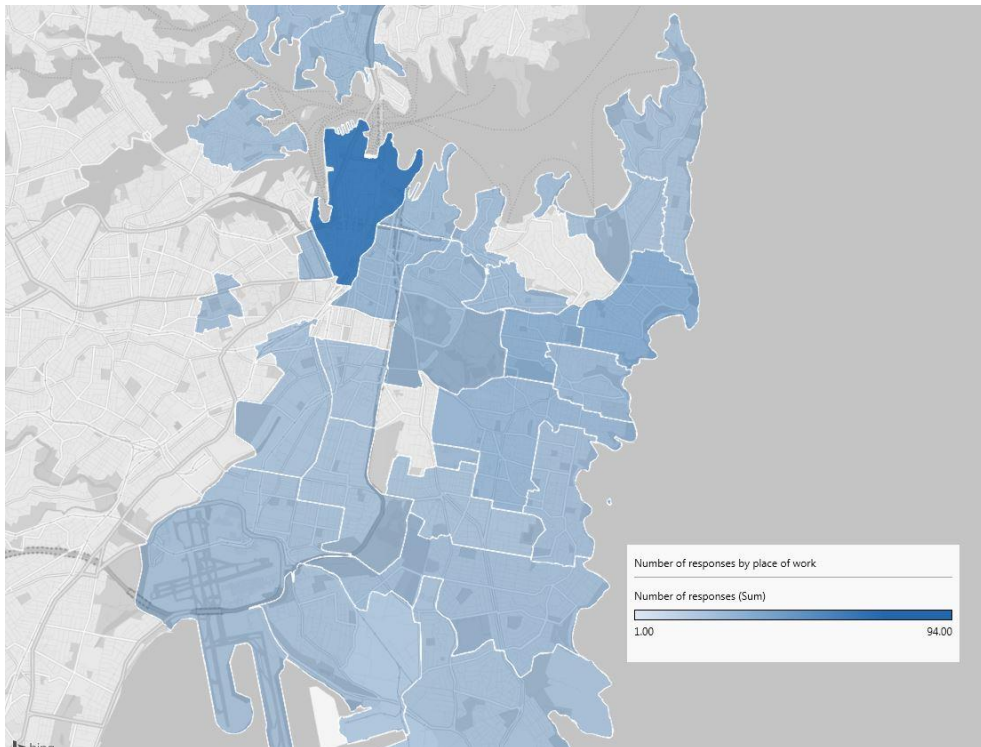 Number of responses by place of work
Number of responses (Sum)
1.00 94.00